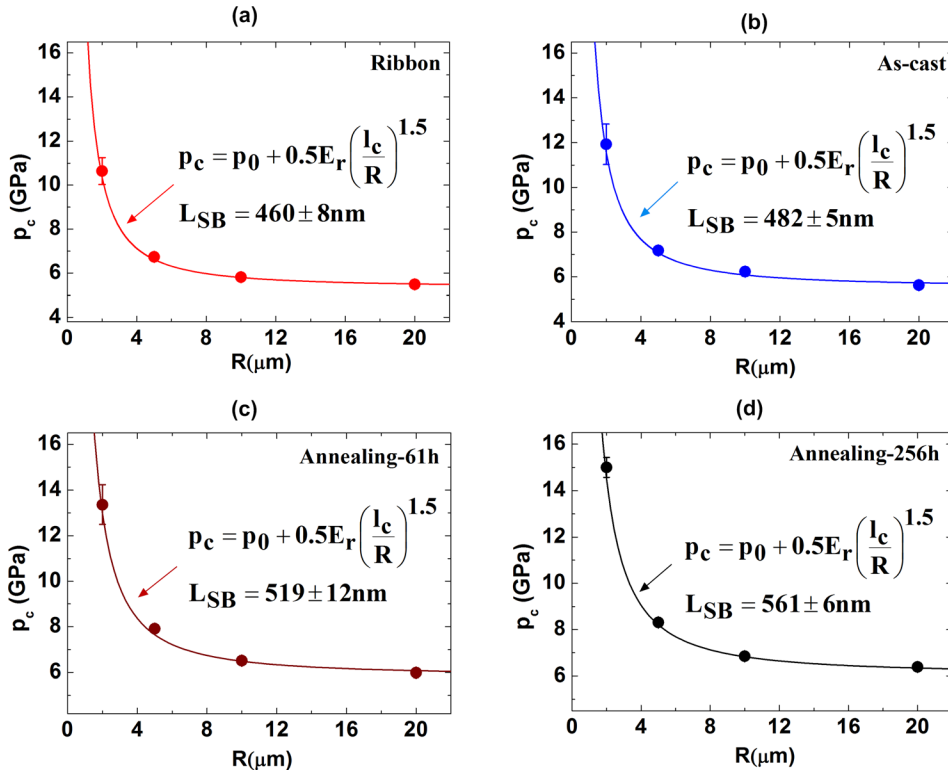 (a)
16
14
12
10
8
6
4
0 4 8 12 16 20
p_c (GPa)
R(μm)
Ribbon
p_c = p_0 + 0.5E_r (l_c/R)^1.5
L_SB = 460 ± 8nm
(b)
16
14
12
10
8
6
4
0 4 8 12 16 20
p_c (GPa)
R(μm)
As-cast
p_c = p_0 + 0.5E_r (l_c/R)^1.5
L_SB = 482 ± 5nm
(c)
16
14
12
10
8
6
0 4 8 12 16 20
p_c (GPa)
R(μm)
Annealing-61h
p_c = p_0 + 0.5E_r (l_c/R)^1.5
L_SB = 519 ± 12nm
(d)
16
14
12
10
8
6
0 4 8 12 16 20
p_c (GPa)
R(μm)
Annealing-256h
p_c = p_0 + 0.5E_r (l_c/R)^1.5
L_SB = 561 ± 6nm